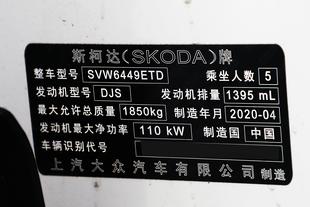 斯柯达(SKODA)牌
整车型号 SVW6449ETD 乘坐人数 5
发动机型号 DJS 发动机排量 1395 mL
最大允许总质量 1850kg 制造年月 2020-04
发动机最大净功率 110 kW 制造国 中国
车辆识别代号
上汽大众汽车有限公司 制造